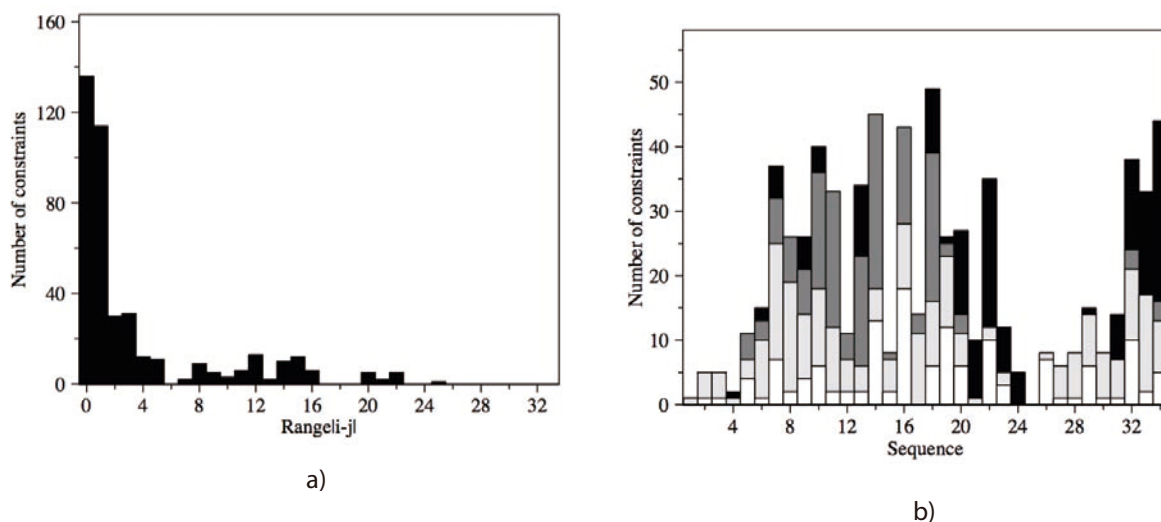 160
120
80
40
0
Number of constraints
0 4 8 12 16 20 24 28 32
Range|i-j|
a)
50
40
30
20
10
0
Number of constraints
4 8 12 16 20 24 28 32
Sequence
b)